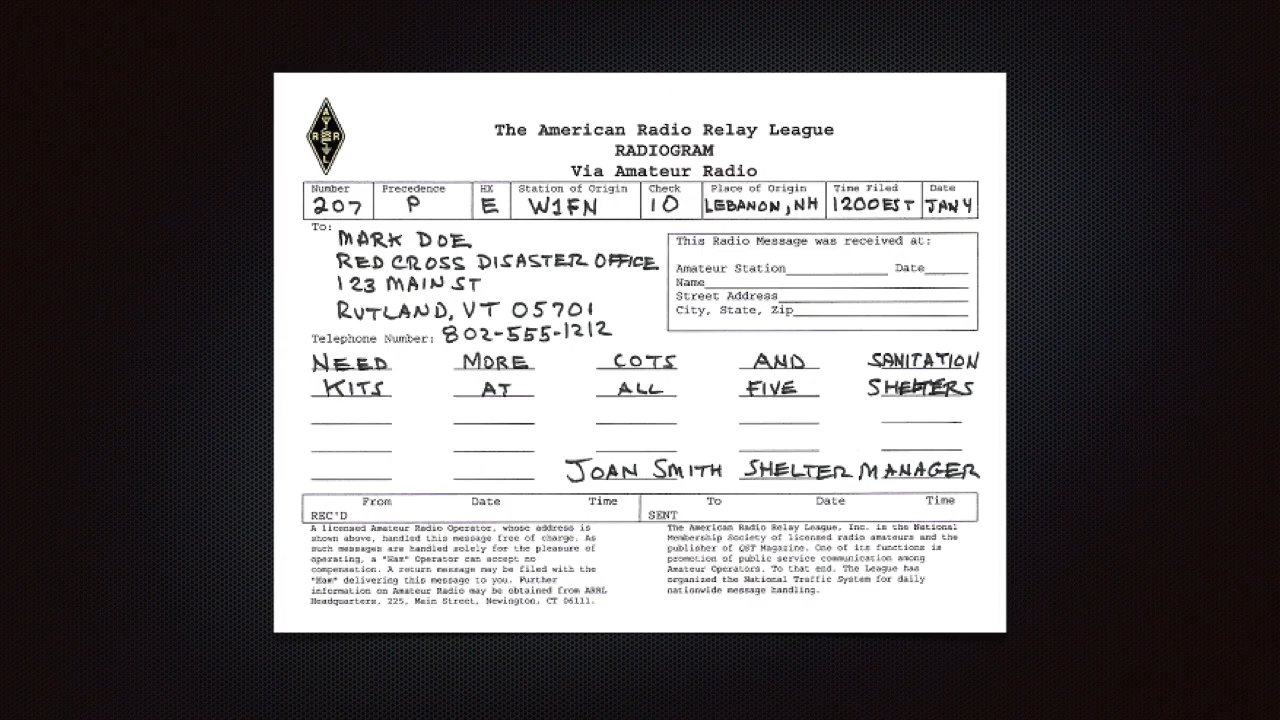 ARRL
The American Radio Relay League
RADIOGRAM
Via Amateur Radio
Number Precedence HX Station of Origin Check Place of Origin Time Filed Date
207 P E W1FN 10 LEBANON, NH 1200EST JAN 4
To:
MARK DOE
RED CROSS DISASTER OFFICE
123 MAIN ST
RUTLAND, VT 05701
Telephone Number: 802-555-1212
This Radio Message was received at:
Amateur Station Date
Name
Street Address
City, State, Zip
NEED MORE COTS AND SANITATION
KITS AT ALL FIVE SHELTERS
JOAN SMITH SHELTER MANAGER
From Date Time To Date Time
REC'D SENT
A licensed Amateur Radio Operator, whose address is
shown above, handled this message free of charge. As
such messages are handled solely for the pleasure of
operating, a "Ham" Operator can accept no
compensation. A return message may be filed with the
"Ham" delivering this message to you. Further
information on Amateur Radio may be obtained from ARRL
Headquarters, 225, Main Street, Newington, CT 06111.
The American Radio Relay League, Inc. is the National
Membership Society of licensed radio amateurs and the
publisher of QST Magazine. One of its functions is
promotion of public service communication among
Amateur Operators. To that end. The League has
organized the National Traffic System for daily
nationwide message handling.